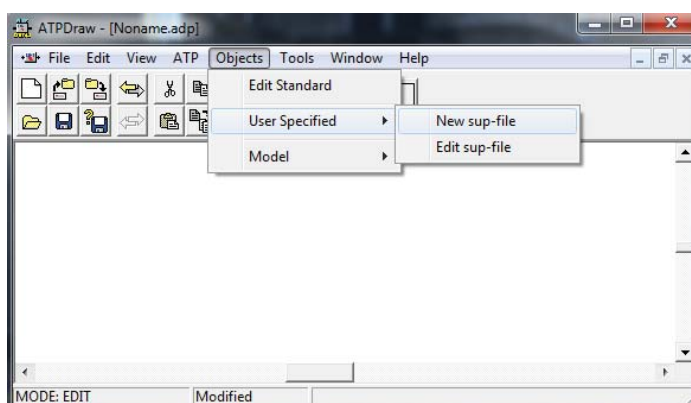 ATPDraw - [Noname.adp]
File Edit View ATP Objects Tools Window Help
Edit Standard
User Specified
New sup-file
Edit sup-file
Model
MODE: EDIT
Modified